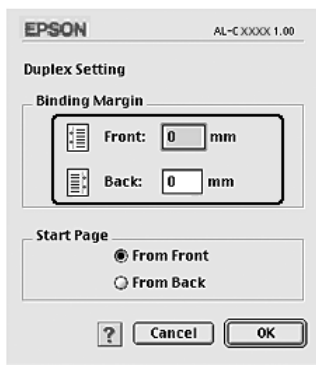 EPSON AL-CXXXX 1.00
Duplex Setting
Binding Margin
Front: 0 mm
Back: 0 mm
Start Page
From Front
From Back
? Cancel OK